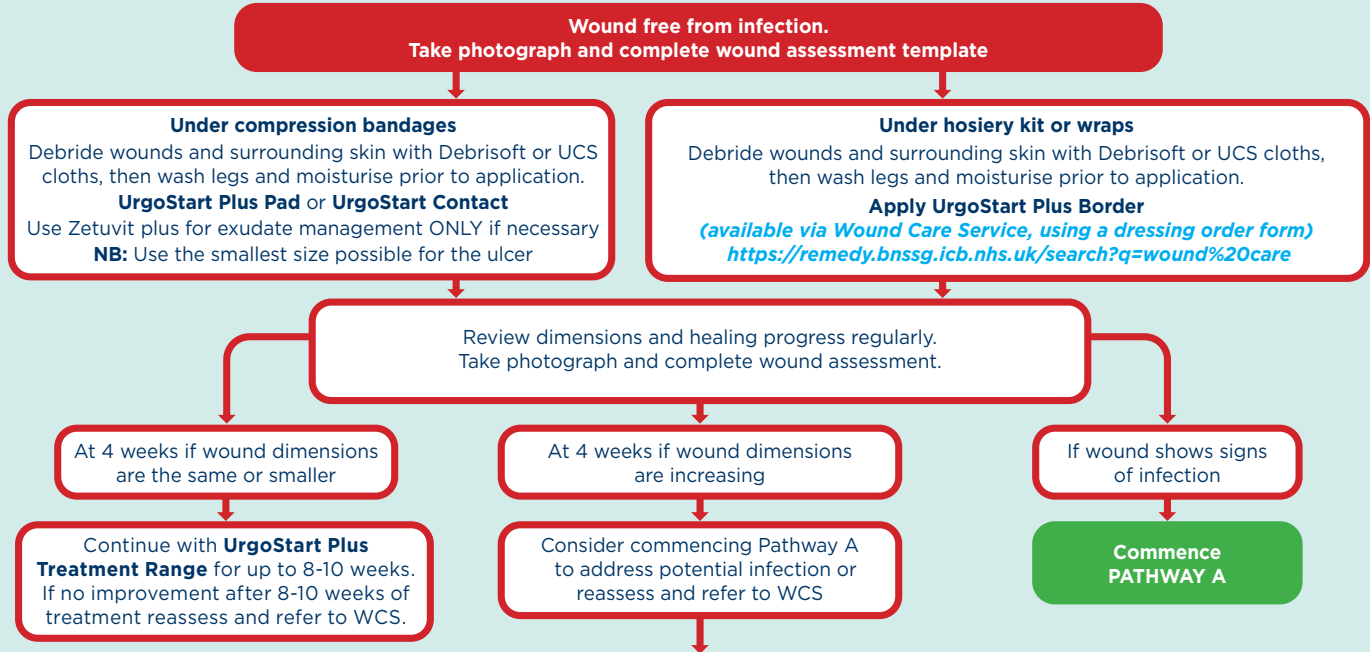 Wound free from infection.
Take photograph and complete wound assessment template
Under compression bandages
Debride wounds and surrounding skin with Debrisoft or UCS
cloths, then wash legs and moisturise prior to application.
UrgoStart Plus Pad or UrgoStart Contact
Use Zetuvit plus for exudate management ONLY if necessary
NB: Use the smallest size possible for the ulcer
Under hosiery kit or wraps
Debride wounds and surrounding skin with Debrisoft or UCS cloths,
then wash legs and moisturise prior to application.
Apply UrgoStart Plus Border
(available via Wound Care Service, using a dressing order form)
https://remedy.bnssg.icb.nhs.uk/search?q=wound%20care
Review dimensions and healing progress regularly.
Take photograph and complete wound assessment.
At 4 weeks if wound dimensions
are the same or smaller
At 4 weeks if wound dimensions
are increasing
If wound shows signs
of infection
Continue with UrgoStart Plus
Treatment Range for up to 8-10 weeks.
If no improvement after 8-10 weeks of
treatment reassess and refer to WCS.
Consider commencing Pathway A
to address potential infection or
reassess and refer to WCS
Commence
PATHWAY A